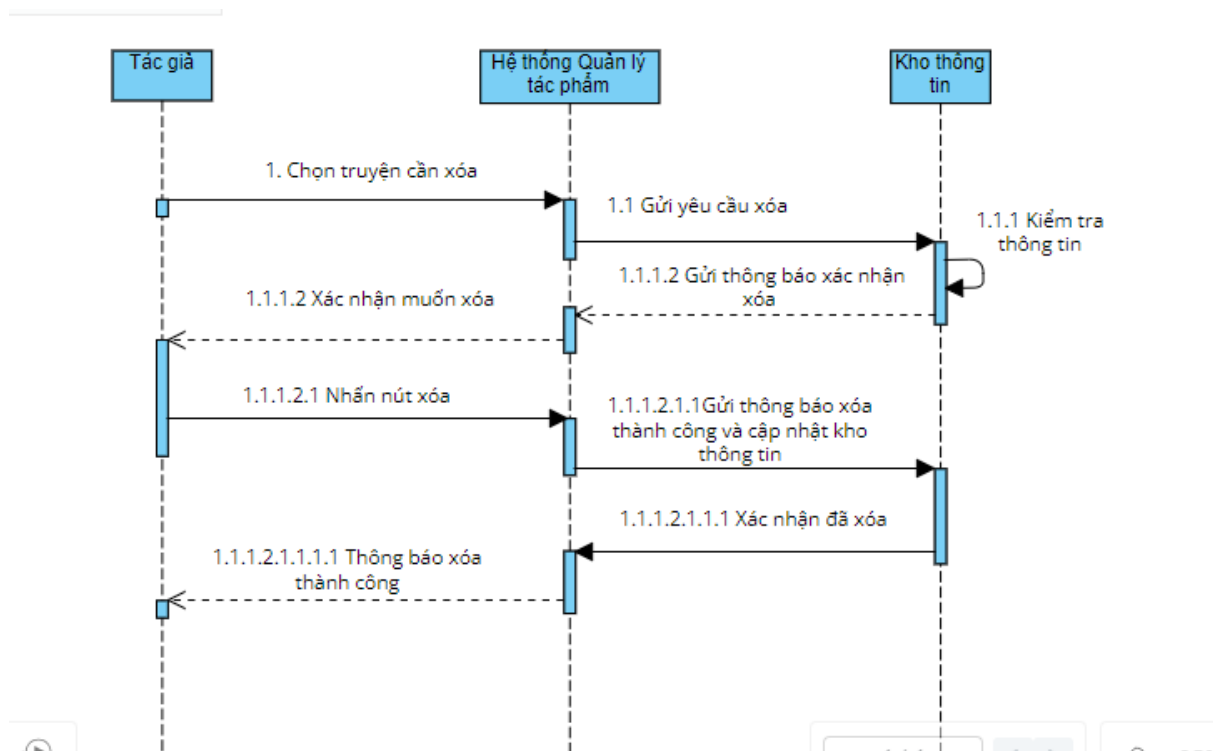 Tác giả
Hệ thống Quản lý
tác phẩm
Kho thông
tin
1. Chọn truyện cần xóa
1.1 Gửi yêu cầu xóa
1.1.1 Kiểm tra
thông tin
1.1.1.2 Gửi thông báo xác nhận
xóa
1.1.1.2 Xác nhận muốn xóa
1.1.1.2.1 Nhấn nút xóa
1.1.1.2.1.1Gửi thông báo xóa
thành công và cập nhật kho
thông tin
1.1.1.2.1.1.1 Xác nhận đã xóa
1.1.1.2.1.1.1.1 Thông báo xóa
thành công